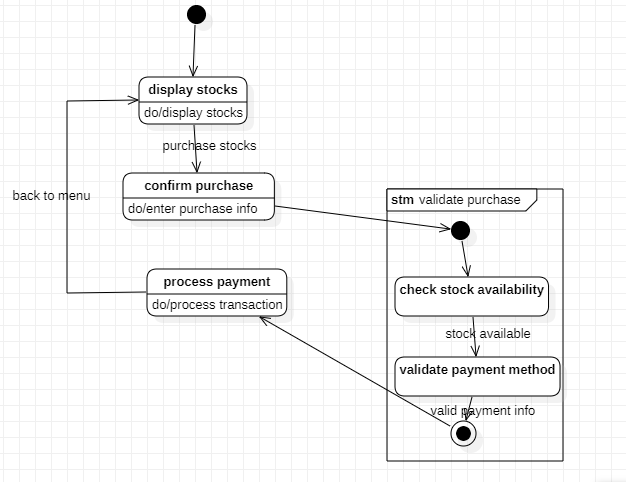 display stocks
do/display stocks
purchase stocks
confirm purchase
do/enter purchase info
back to menu
process payment
do/process transaction
stm validate purchase
check stock availability
stock available
validate payment method
valid payment info